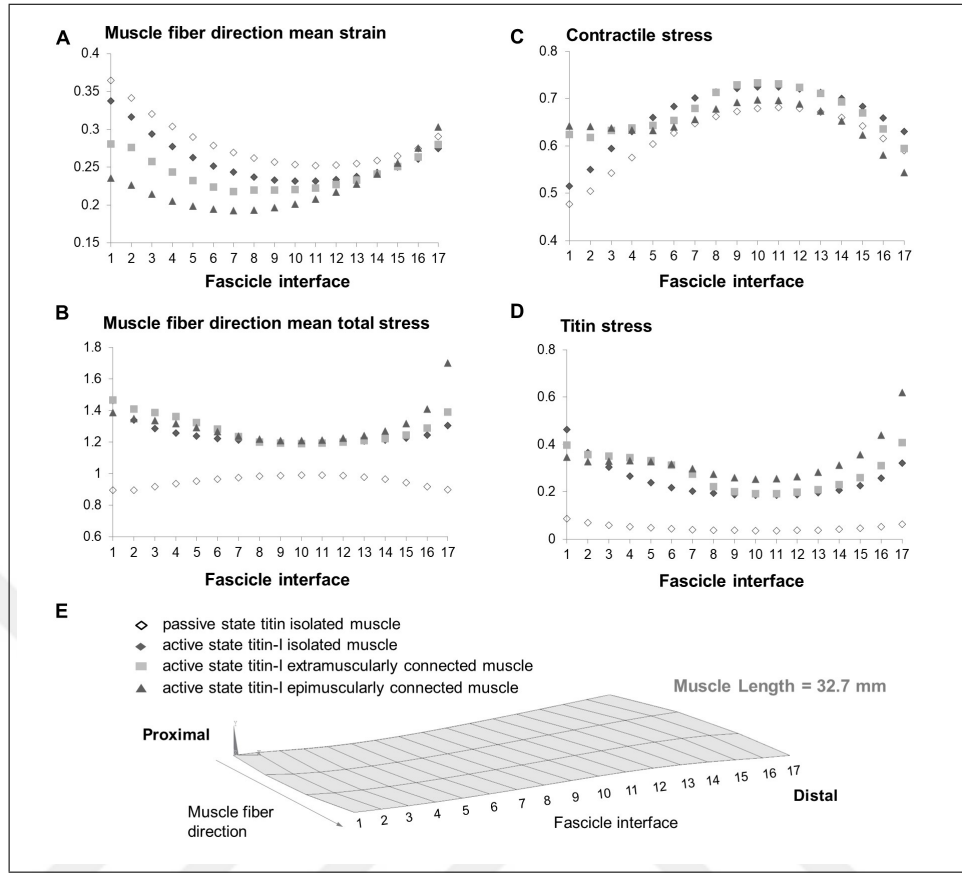 A
Muscle fiber direction mean strain
0.4
0.35
0.3
0.25
0.2
0.15
1 2 3 4 5 6 7 8 9 10 11 12 13 14 15 16 17
Fascicle interface
C
Contractile stress
0.8
0.7
0.6
0.5
0.4
1 2 3 4 5 6 7 8 9 10 11 12 13 14 15 16 17
Fascicle interface
B
Muscle fiber direction mean total stress
1.8
1.6
1.4
1.2
1
0.8
0.6
1 2 3 4 5 6 7 8 9 10 11 12 13 14 15 16 17
Fascicle interface
D
Titin stress
0.8
0.6
0.4
0.2
0
1 2 3 4 5 6 7 8 9 10 11 12 13 14 15 16 17
Fascicle interface
E
passive state titin isolated muscle
active state titin-I isolated muscle
active state titin-I extramuscularly connected muscle
active state titin-I epimuscularly connected muscle
Muscle Length = 32.7 mm
Proximal
Muscle fiber
direction
1 2 3 4 5 6 7 8 9 10 11 12 13 14 15 16 17
Distal
Fascicle interface